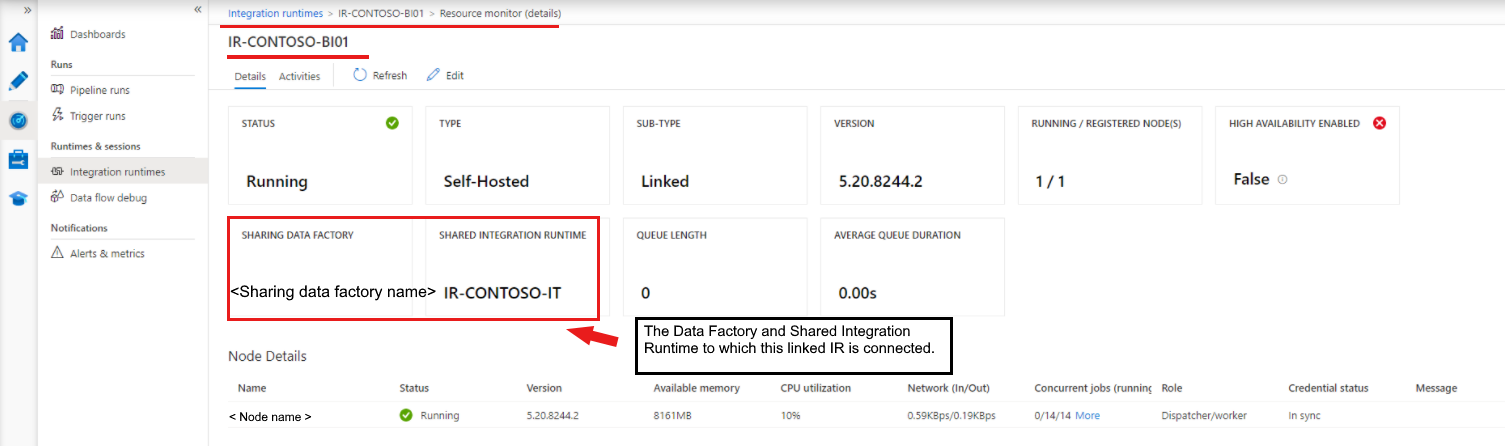 » « Integration runtimes > IR-CONTOSO-BI01 > Resource monitor (details)
Dashboards
IR-CONTOSO-BI01
Runs
Details Activities Refresh Edit
Pipeline runs
Trigger runs
Runtimes & sessions
Integration runtimes
Data flow debug
Notifications
Alerts & metrics
STATUS
Running
TYPE
Self-Hosted
SUB-TYPE
Linked
VERSION
5.20.8244.2
RUNNING / REGISTERED NODE(S)
1 / 1
HIGH AVAILABILITY ENABLED
False
SHARING DATA FACTORY
<Sharing data factory name>
SHARED INTEGRATION RUNTIME
IR-CONTOSO-IT
QUEUE LENGTH
0
AVERAGE QUEUE DURATION
0.00s
The Data Factory and Shared Integration
Runtime to which this linked IR is connected.
Node Details
Name Status Version Available memory CPU utilization Network (In/Out) Concurrent jobs (running Role Credential status Message
< Node name > Running 5.20.8244.2 8161MB 10% 0.59KBps/0.19KBps 0/14/14 More Dispatcher/worker In sync